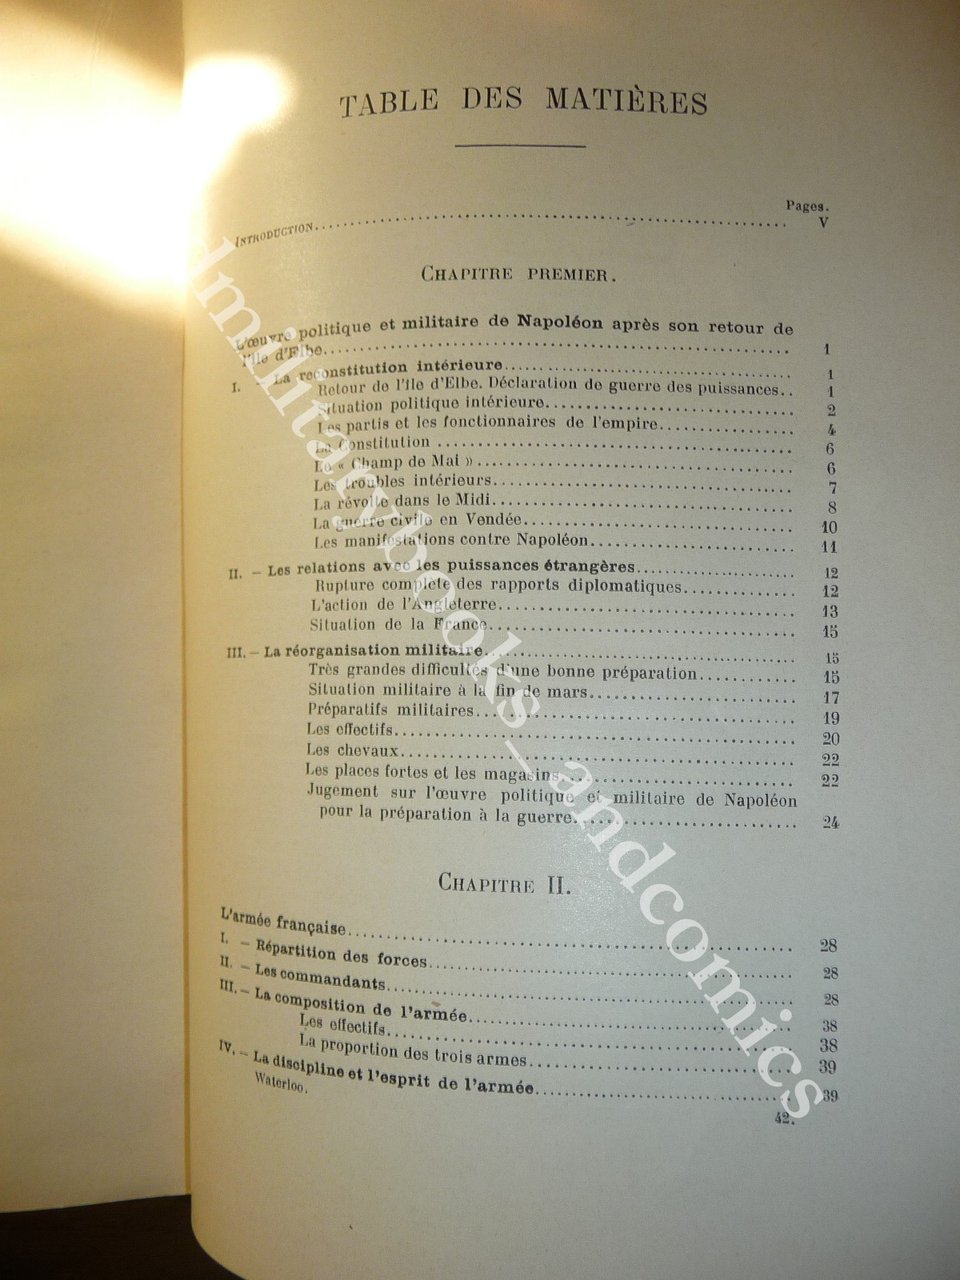 TABLE DES MATIÈRES
Pages.
INTRODUCTION........ V
CHAPITRE PREMIER.
L'œuvre politique et militaire de Napoléon après son retour de
l'île d'Elbe........ 1
I. — La reconstitution intérieure........ 1
Retour de l'île d'Elbe. Déclaration de guerre des puissances.. 1
Situation politique intérieure........ 2
Les partis et les fonctionnaires de l'empire........ 4
La Constitution ........ 6
Le « Champ de Mai »........ 6
Les troubles intérieurs........ 7
La révolte dans le Midi........ 8
La guerre civile en Vendée........ 10
Les manifestations contre Napoléon........ 11
II. — Les relations avec les puissances étrangères........ 12
Rupture complète des rapports diplomatiques........ 12
L'action de l'Angleterre........ 13
Situation de la France........ 15
III. — La réorganisation militaire........ 15
Très grandes difficultés d'une bonne préparation........ 15
Situation militaire à la fin de mars........ 17
Préparatifs militaires........ 19
Les effectifs........ 20
Les chevaux........ 22
Les places fortes et les magasins........ 22
Jugement sur l'œuvre politique et militaire de Napoléon
pour la préparation à la guerre........ 24
CHAPITRE II.
L'armée française........ 28
I. — Répartition des forces........ 28
II. — Les commandants........ 28
III. — La composition de l'armée........ 38
Les effectifs........ 38
La proportion des trois armes........ 39
IV. — La discipline et l'esprit de l'armée........ 39
Waterloo. 42.
dmilitarybooks_andcomics